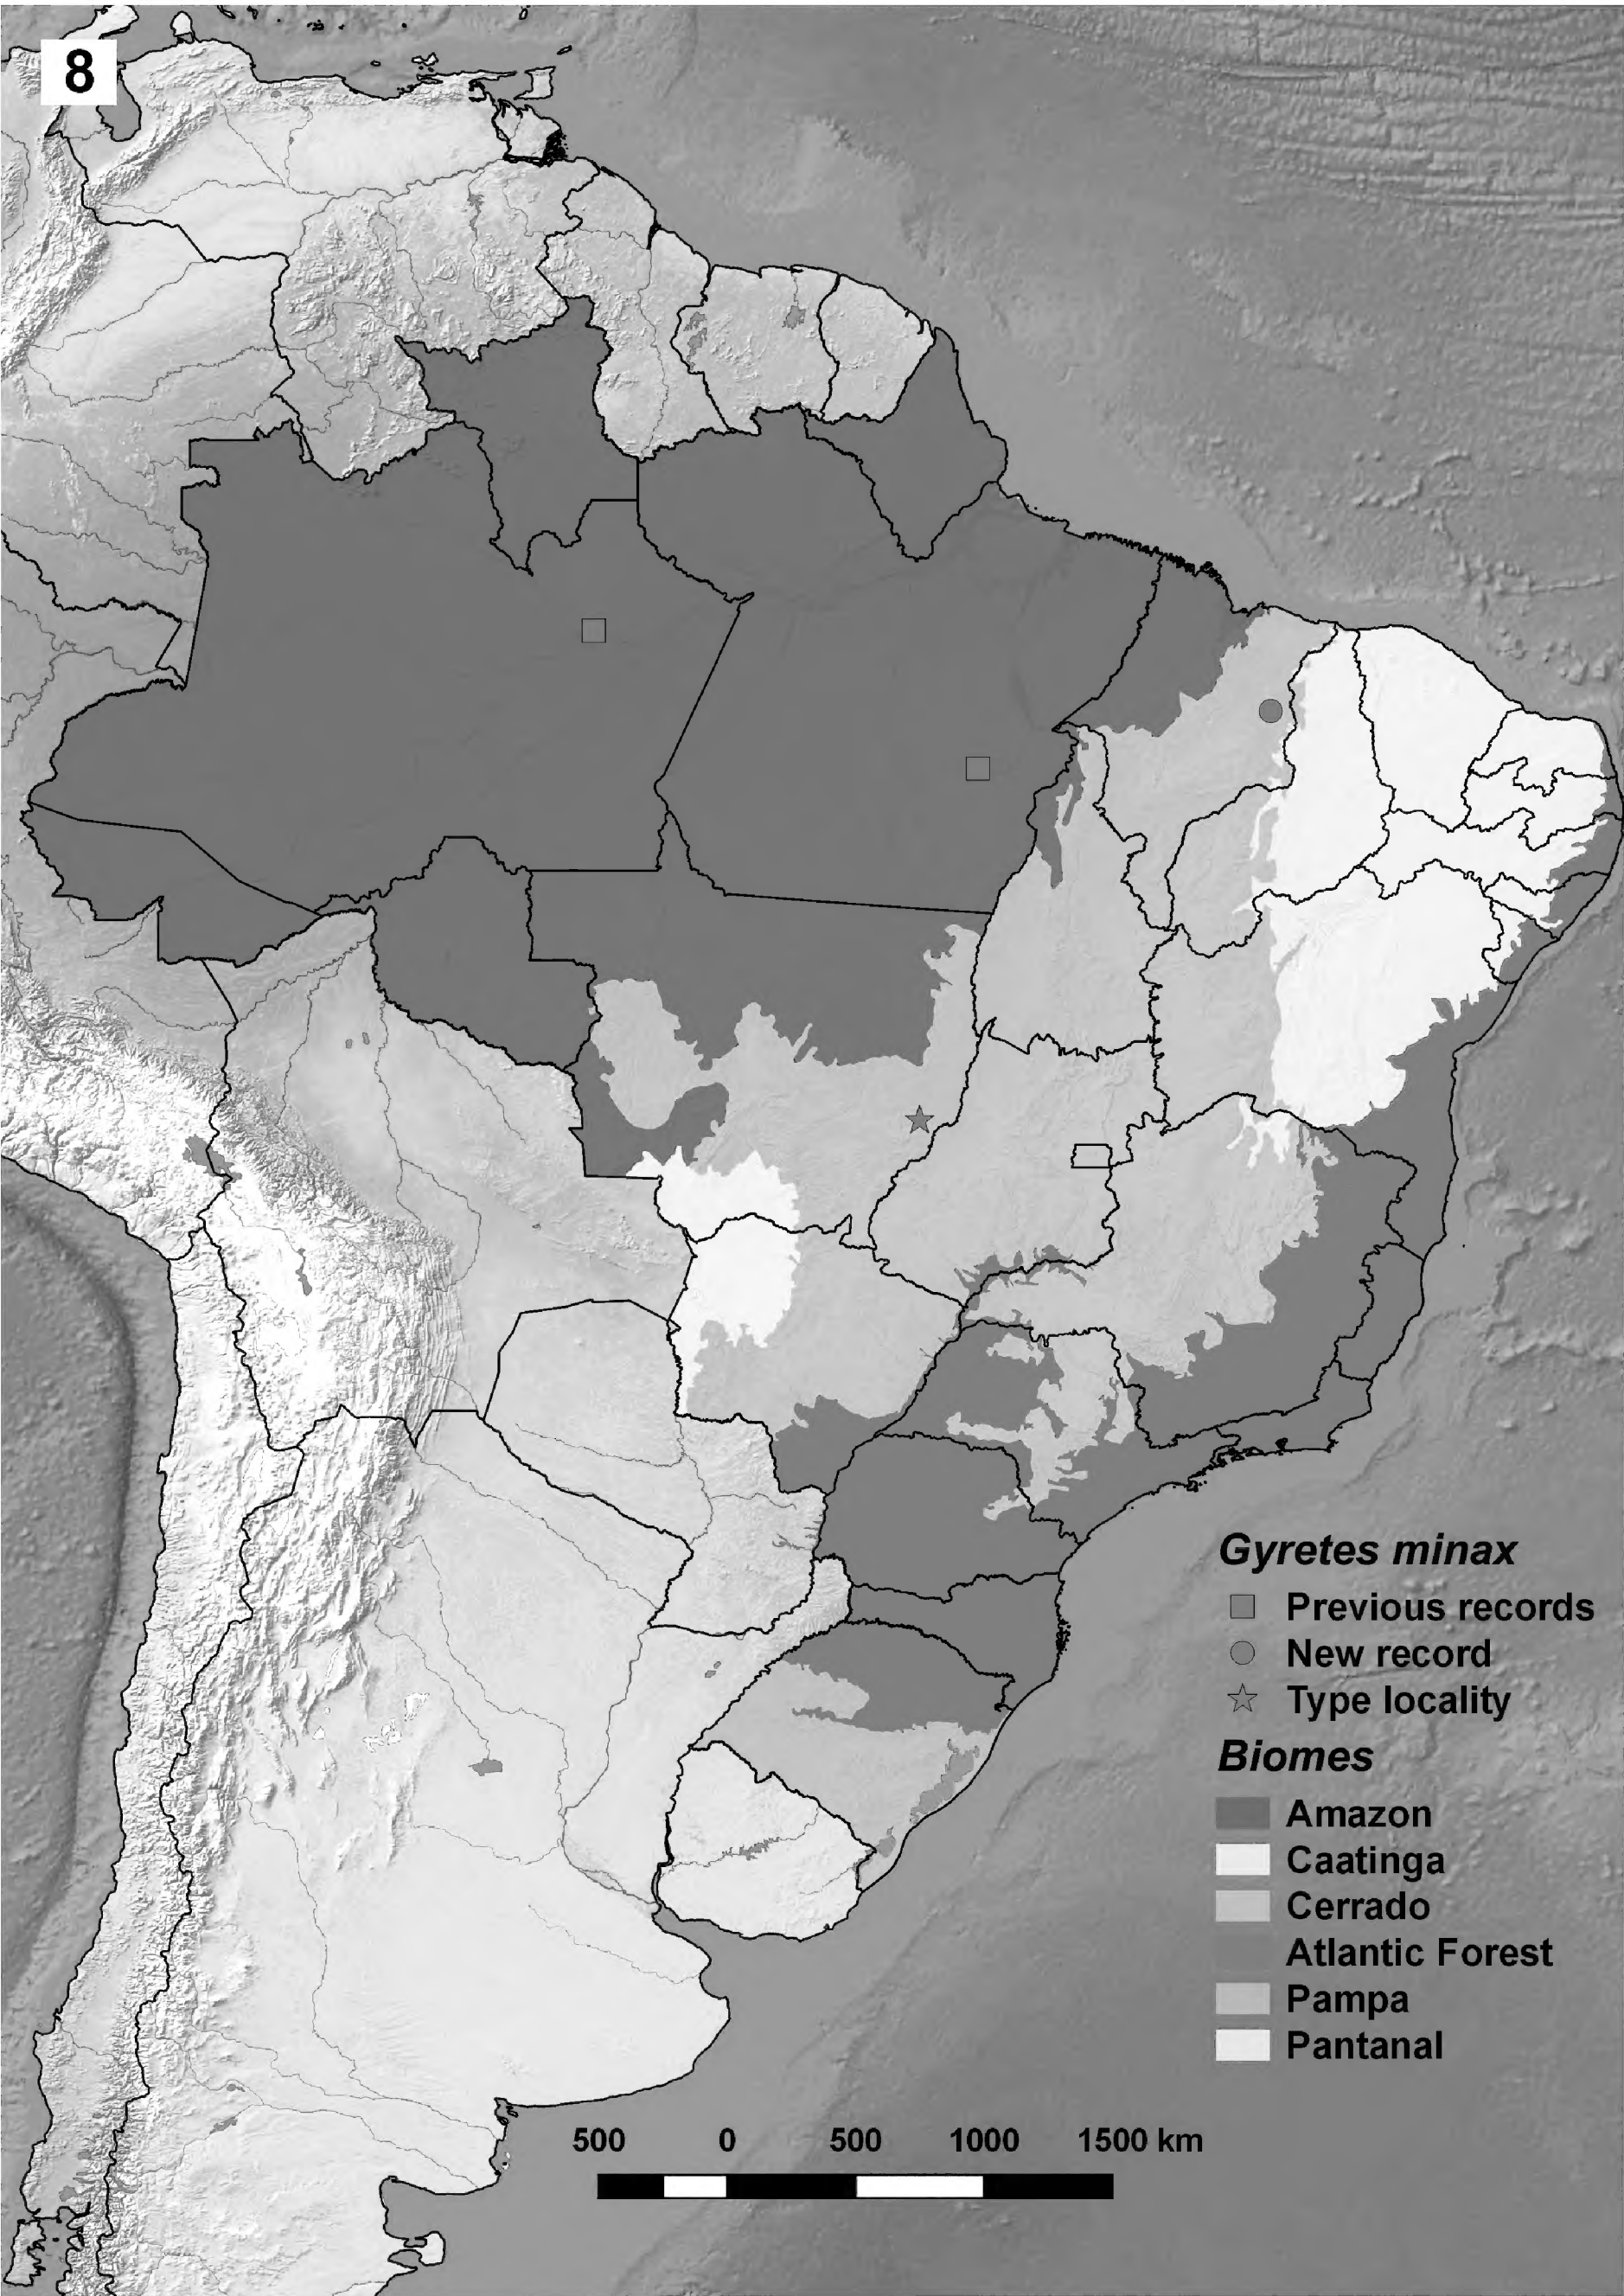 8
Gyretes minax
Previous records
New record
Type locality
Biomes
Amazon
Caatinga
Cerrado
Atlantic Forest
Pampa
Pantanal
500 0 500 1000 1500 km